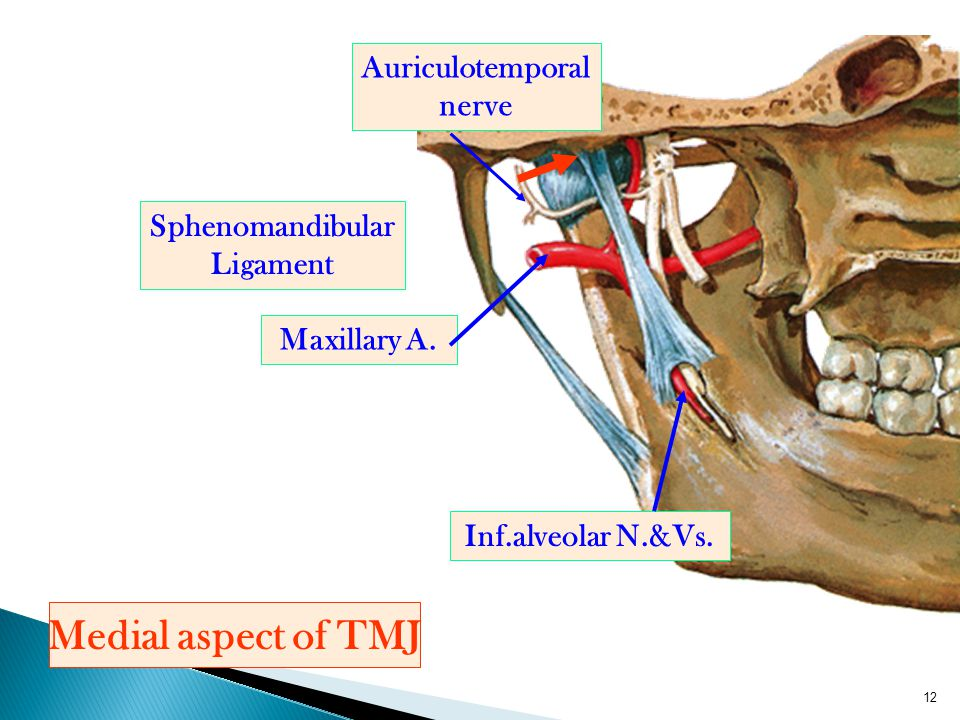 Auriculotemporal
nerve
Sphenomandibular
Ligament
Maxillary A.
Inf.alveolar N.&Vs.
Medial aspect of TMJ
12